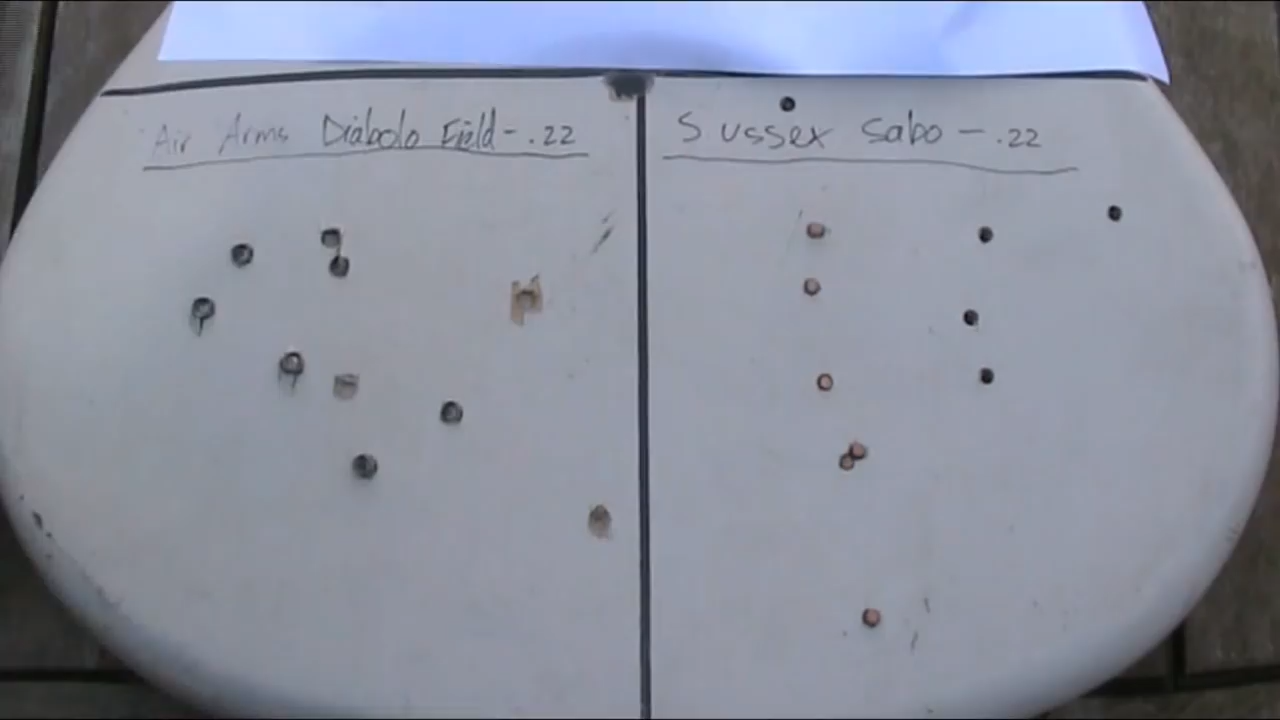 Air Arms Diabolo Field - .22
Sussex Sabo - .22